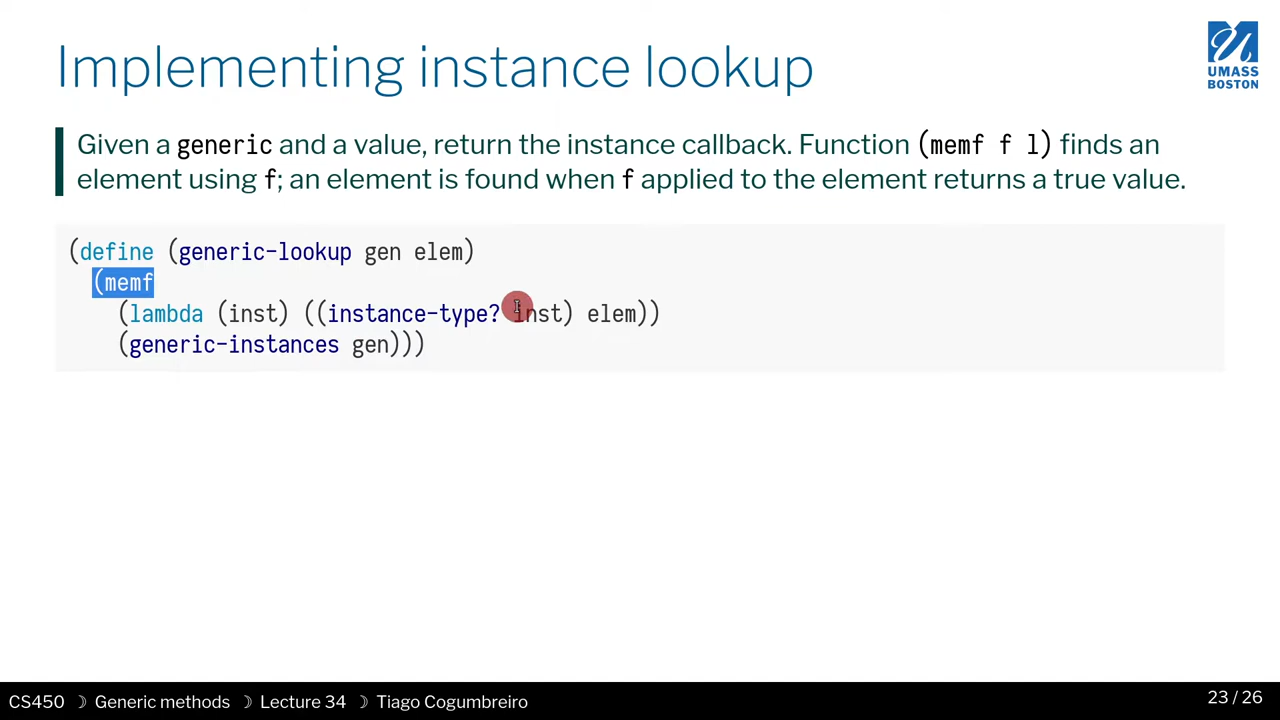 Implementing instance lookup
UMASS
BOSTON
Given a generic and a value, return the instance callback. Function (memf f l) finds an
element using f; an element is found when f applied to the element returns a true value.
(define (generic-lookup gen elem)
(memf
(lambda (inst) ((instance-type? inst) elem))
(generic-instances gen)))
CS450 ☽ Generic methods ☽ Lecture 34 ☽ Tiago Cogumbreiro
23 / 26